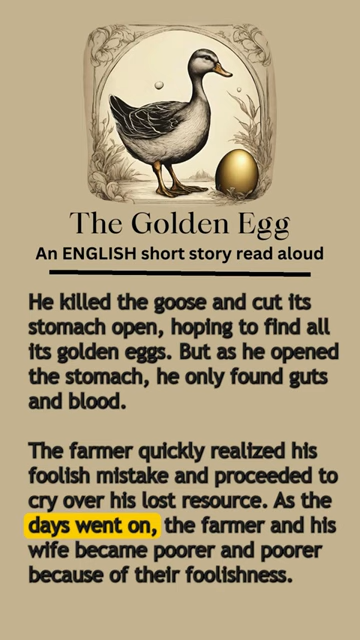 The Golden Egg
An ENGLISH short story read aloud
He killed the goose and cut its
stomach open, hoping to find all
its golden eggs. But as he opened
the stomach, he only found guts
and blood.
The farmer quickly realized his
foolish mistake and proceeded to
cry over his lost resource. As the
days went on, the farmer and his
wife became poorer and poorer
because of their foolishness.